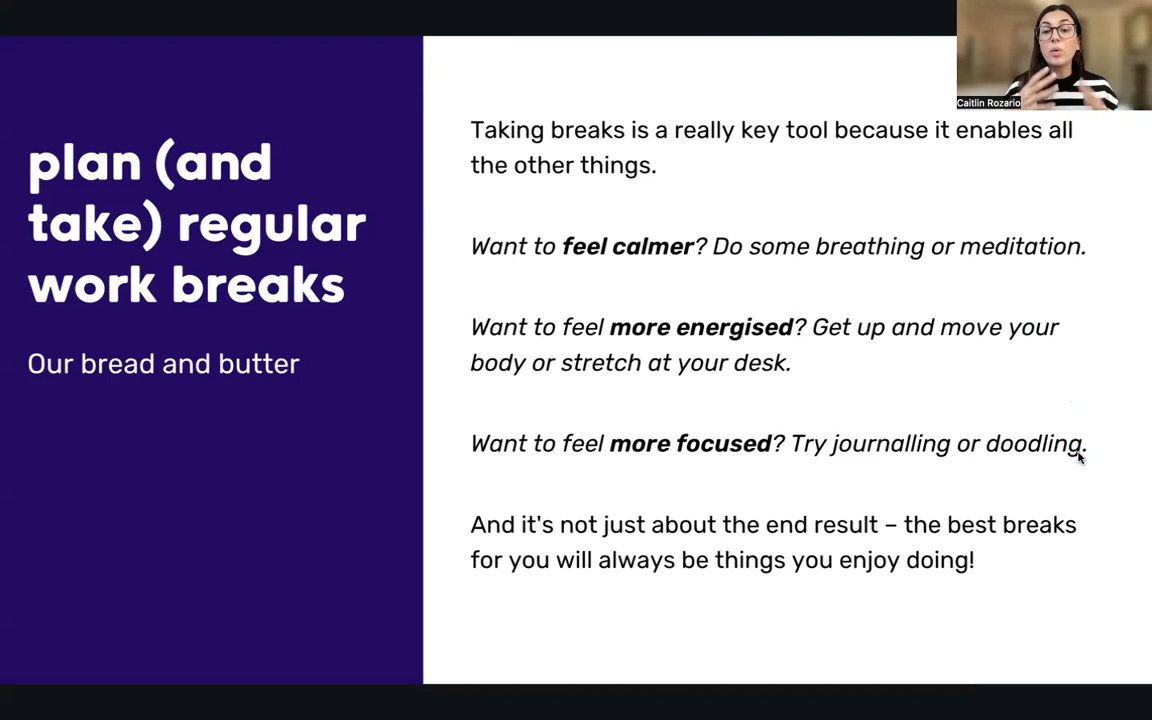 plan (and
take) regular
work breaks
Our bread and butter
Caitlin Rozario
Taking breaks is a really key tool because it enables all
the other things.
Want to feel calmer? Do some breathing or meditation.
Want to feel more energised? Get up and move your
body or stretch at your desk.
Want to feel more focused? Try journalling or doodling.
And it's not just about the end result – the best breaks
for you will always be things you enjoy doing!